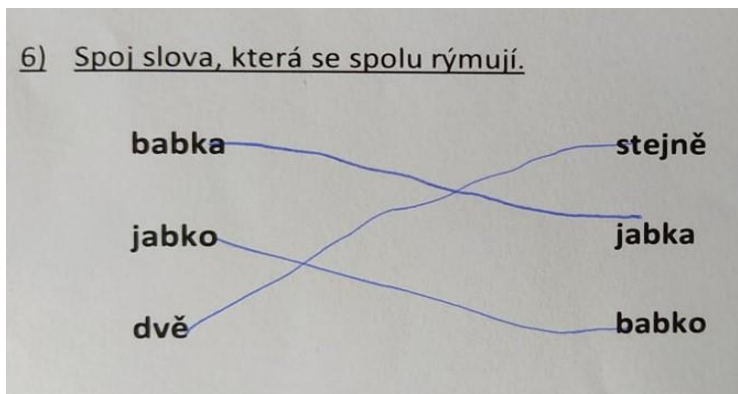 6) Spoj slova, která se spolu rýmují.
babka stejně
jabko jabka
dvě babko